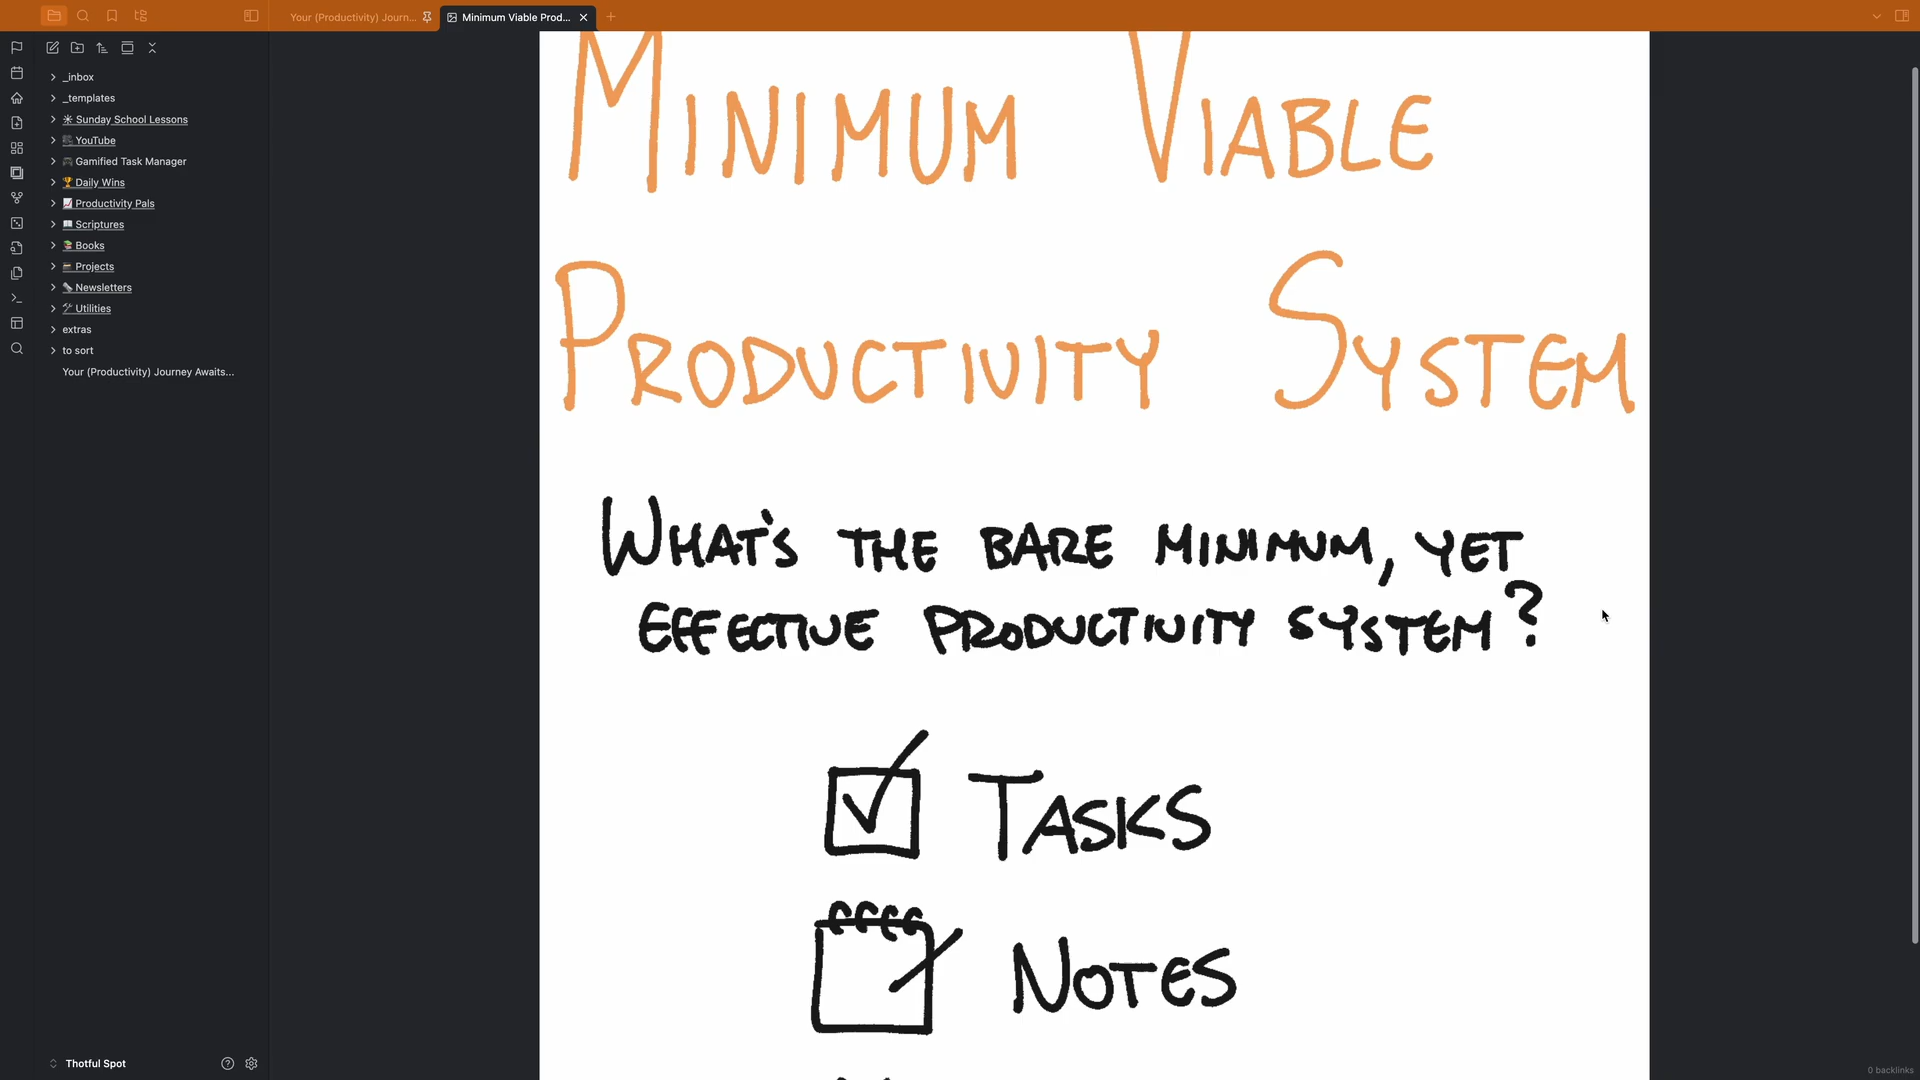 Your (Productivity) Journ...
Minimum Viable Prod...
_inbox
_templates
Sunday School Lessons
YouTube
Gamified Task Manager
Daily Wins
Productivity Pals
Scriptures
Books
Projects
Newsletters
Utilities
extras
to sort
Your (Productivity) Journey Awaits...
Thotful Spot
MINIMUM VIABLE
PRODUCTIVITY SYSTEM
WHAT'S THE BARE MINIMUM, YET
EFFECTIVE PRODUCTIVITY SYSTEM?
TASKS
NOTES
0 backlinks